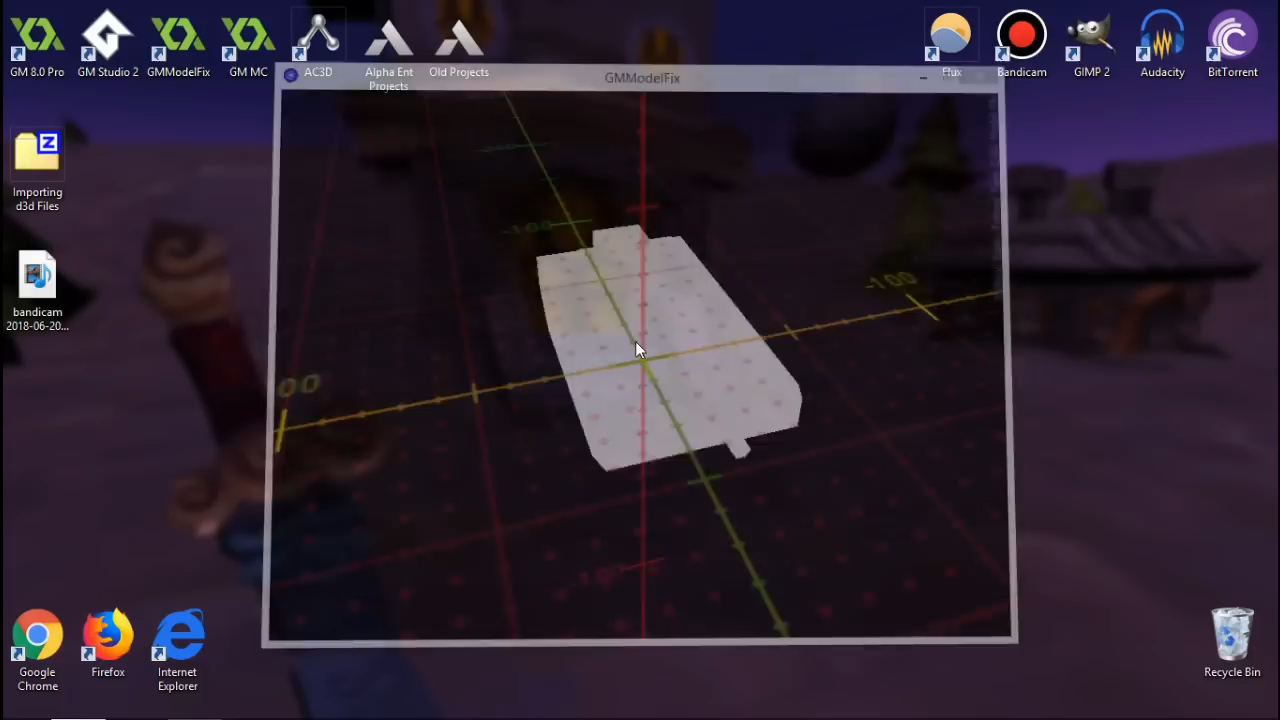 GM 8.0 Pro
GM Studio 2
GMModelFix
GM MC
AC3D
Alpha Ent
Projects
Old Projects
Bandicam
GIMP 2
Audacity
BitTorrent
GMModelFix
Z
Importing
d3d Files
-100
-100
00
bandicam
2018-06-20...
Google
Chrome
Firefox
Internet
Explorer
Recycle Bin